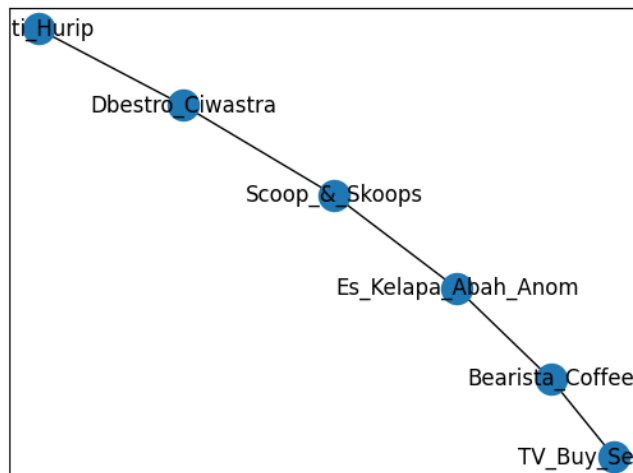 ti_Hurip
Dbestro_Ciwastra
Scoop_&_Skoops
Es_Kelapa_Abah_Anom
Bearista_Coffee
TV_Buy_Se